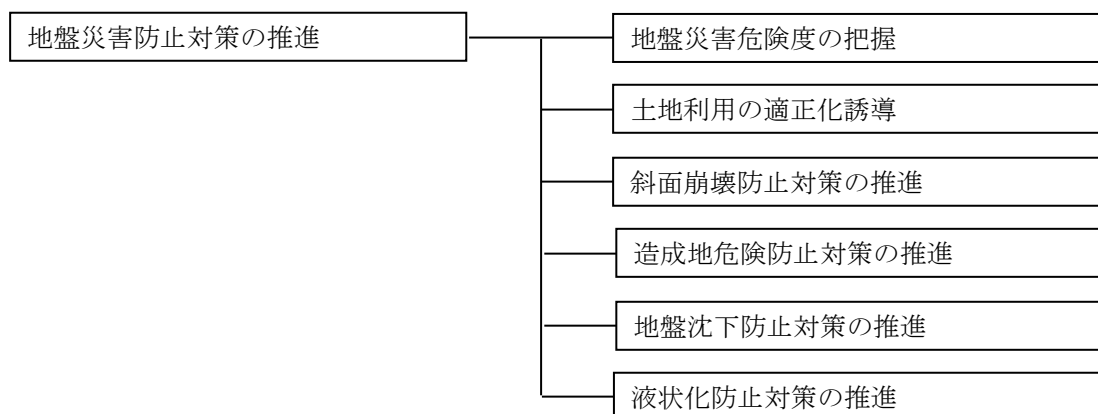 地盤災害防止対策の推進
地盤災害危険度の把握
土地利用の適正化誘導
斜面崩壊防止対策の推進
造成地危険防止対策の推進
地盤沈下防止対策の推進
液状化防止対策の推進